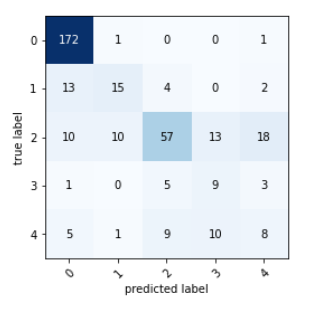 0 172 1 0 0 1
1 13 15 4 0 2
2 10 10 57 13 18
3 1 0 5 9 3
4 5 1 9 10 8
0 1 2 3 4
predicted label
true label